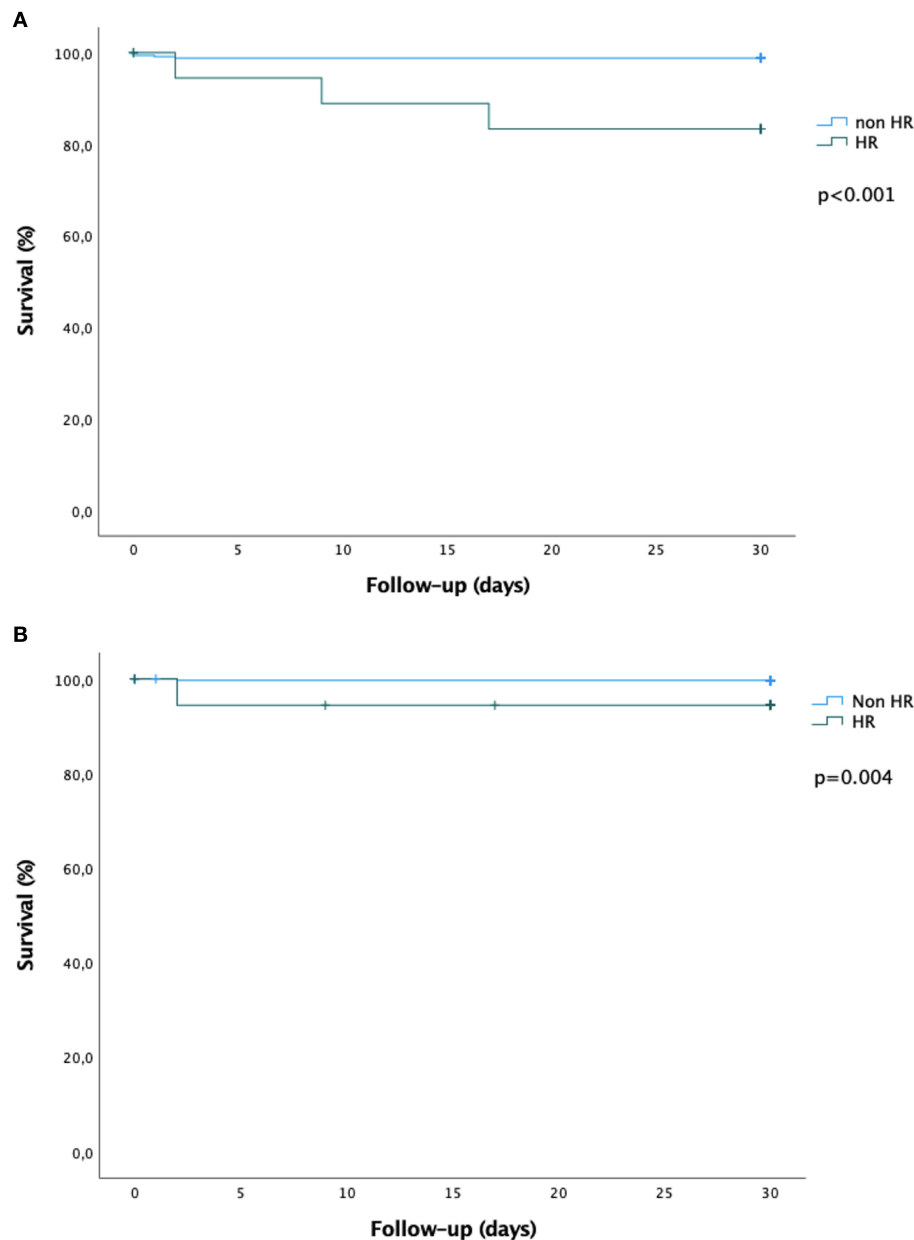 A
100,0
80,0
60,0
40,0
20,0
0,0
Survival (%)
0 5 10 15 20 25 30
Follow-up (days)
non HR
HR
p<0.001
B
100,0
80,0
60,0
40,0
20,0
0,0
Survival (%)
0 5 10 15 20 25 30
Follow-up (days)
Non HR
HR
p=0.004